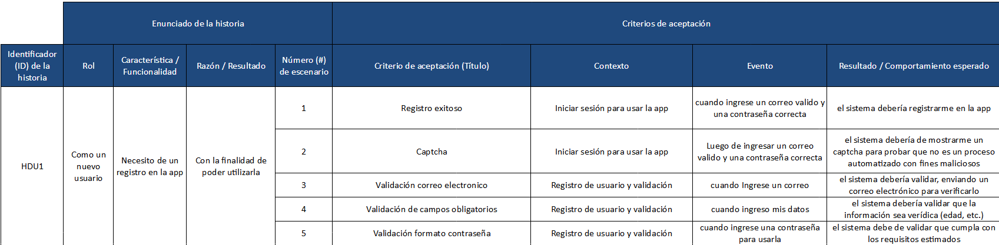 Enunciado de la historia
Criterios de aceptación
Identificador
(ID) de la
historia
Rol
Característica /
Funcionalidad
Razón / Resultado
Número (#)
de escenario
Criterio de aceptación (Título)
Contexto
Evento
Resultado / Comportamiento esperado
HDU1
Como un
nuevo
usuario
Necesito de un
registro en la app
Con la finalidad de
poder utilizarla
1
Registro exitoso
Iniciar sesión para usar la app
cuando ingrese un correo valido y
una contraseña correcta
el sistema debería registrarme en la app
2
Captcha
Iniciar sesión para usar la app
Luego de ingresar un correo
valido y una contraseña correcta
el sistema debería de mostrarme un
captcha para probar que no es un proceso
automatizado con fines maliciosos
3
Validación correo electronico
Registro de usuario y validación
cuando Ingrese un correo
el sistema debería validar, enviando un
correo electrónico para verificarlo
4
Validación de campos obligatorios
Registro de usuario y validación
cuando ingreso mis datos
el sistema debería validar que la
información sea verídica (edad, etc.)
5
Validación formato contraseña
Registro de usuario y validación
cuando ingrese una contraseña
para usarla
el sistema debe de validar que cumpla con
los requisitos estimados